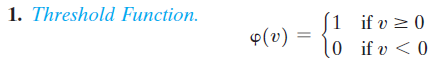 1. Threshold Function.
φ(v) = {1 if v ≥ 0
0 if v < 0